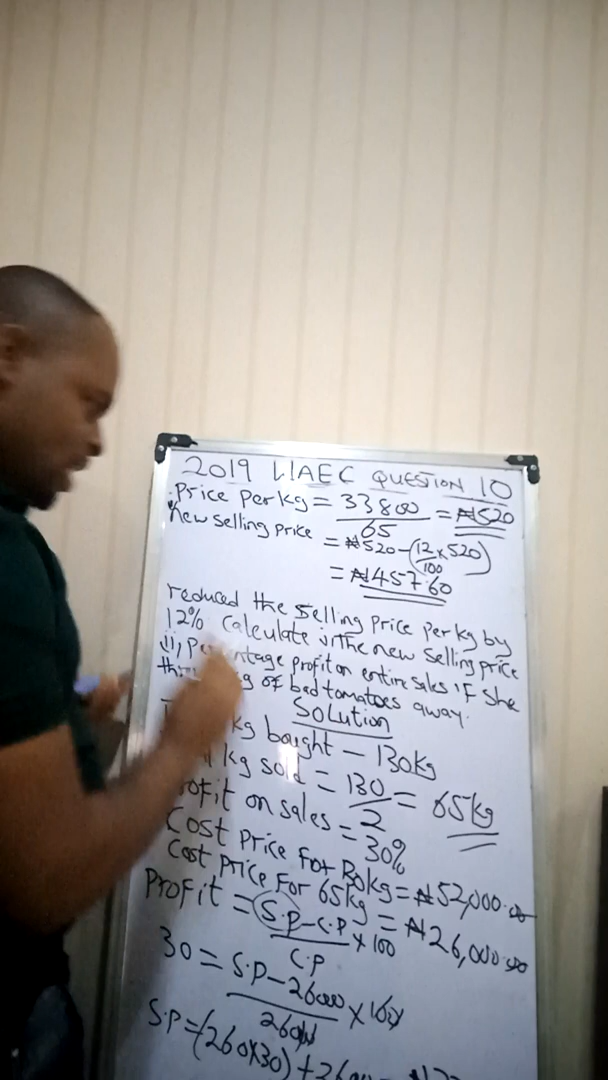 2019 WAEC QUESTION 10
Price Per kg = 33800/65 = ₦520
New selling price = ₦520 - (12/100 × 520)
= ₦457.60
reduced the selling price per kg by
12%. Calculate i) The new selling price
ii) Percentage profit on entire sales if she
of bad tomatoes away.
Solution
kg bought - 130kg
kg sold = 130/2 = 65kg
Profit on sales = 30%
Cost price for 130kg = ₦52,000.00
Cost price for 65kg = ₦26,000.00
Profit = S.P - C.P/C.P × 100
30 = S.P - 26000/26000 × 100
S.P = (260×30) +